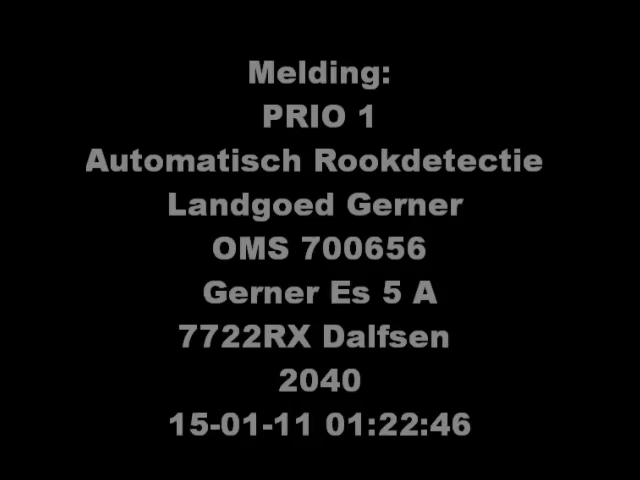 Melding:
PRIO 1
Automatisch Rookdetectie
Landgoed Gerner
OMS 700656
Gerner Es 5 A
7722RX Dalfsen
2040
15-01-11 01:22:46